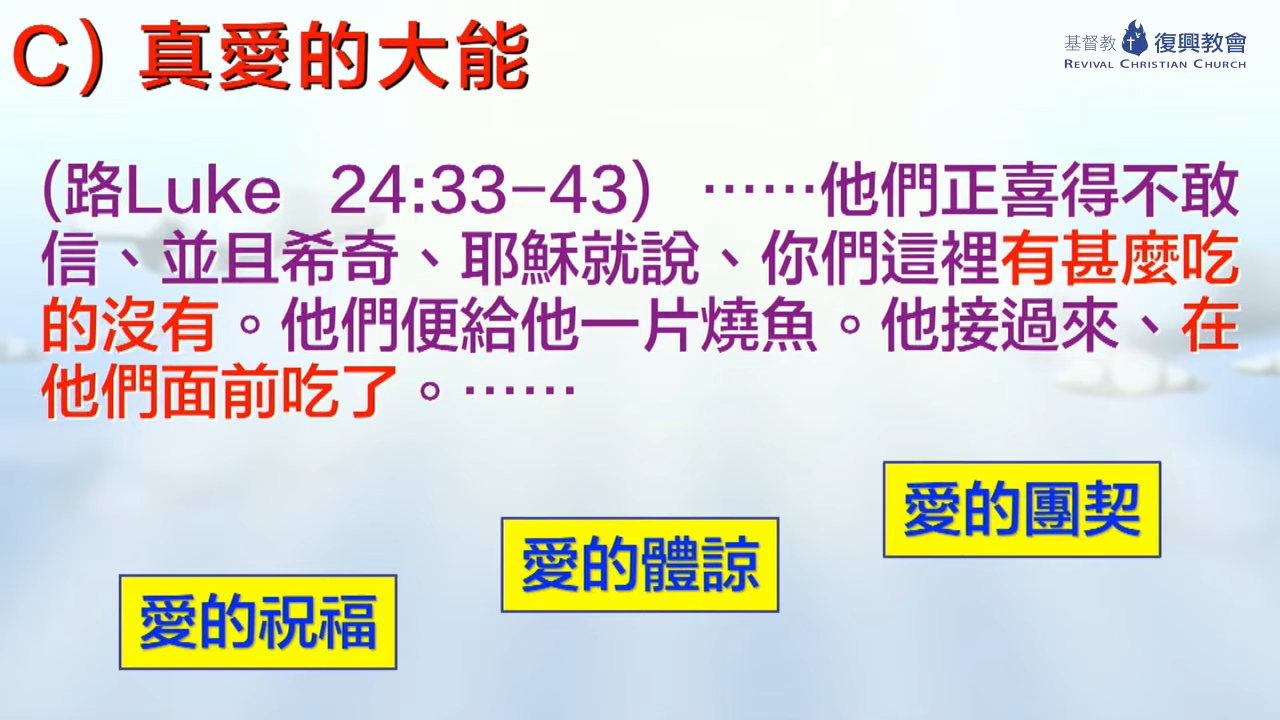 C) 真愛的大能
基督教 復興教會
REVIVAL CHRISTIAN CHURCH
(路Luke 24:33-43) ……他們正喜得不敢
信、並且希奇、耶穌就說、你們這裡有甚麼吃
的沒有。他們便給他一片燒魚。他接過來、在
他們面前吃了。……
愛的團契
愛的體諒
愛的祝福